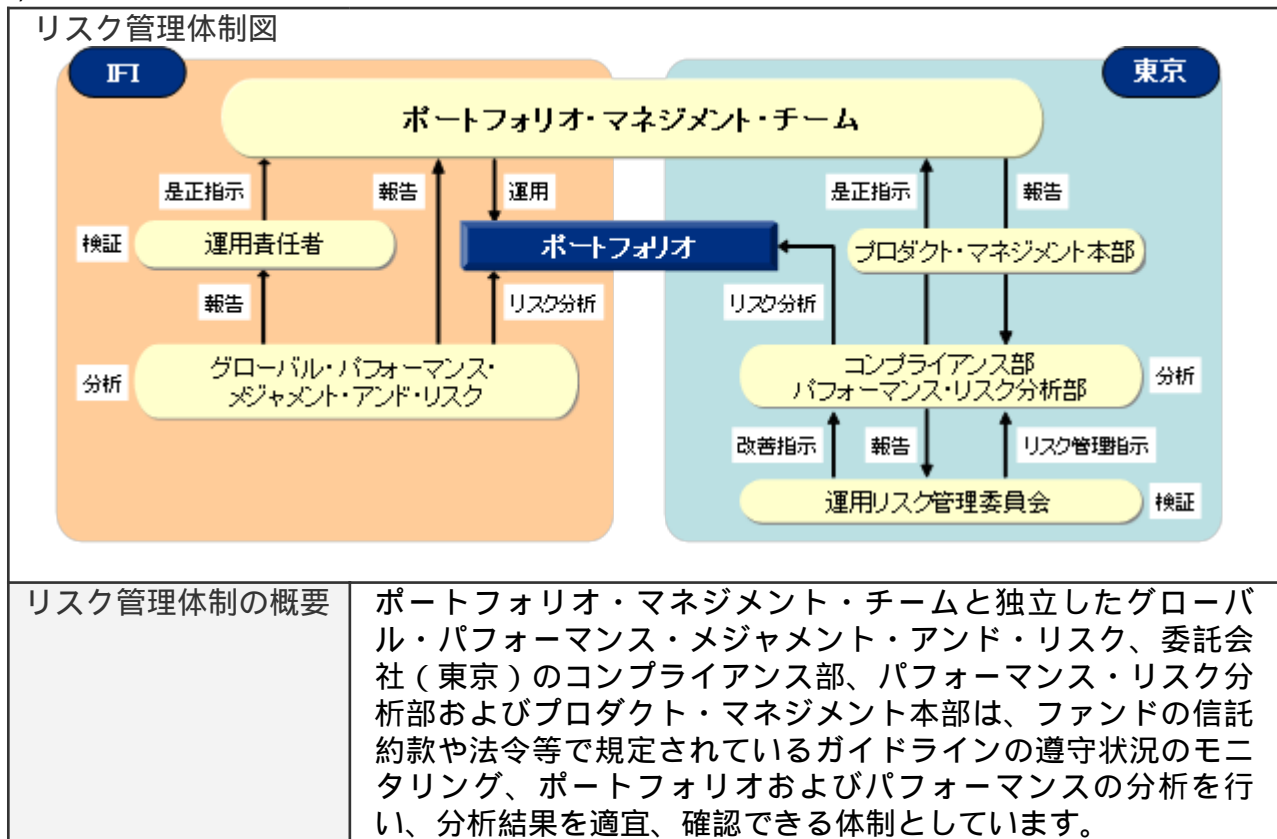 リスク管理体制図
IFI
東京
ポートフォリオ・マネジメント・チーム
是正指示
報告
運用
是正指示
報告
検証
運用責任者
ポートフォリオ
プロダクト・マネジメント本部
報告
リスク分析
リスク分析
分析
グローバル・パフォーマンス・
メジャメント・アンド・リスク
コンプライアンス部
パフォーマンス・リスク分析部
分析
改善指示
報告
リスク管理指示
運用リスク管理委員会
検証
リスク管理体制の概要
ポートフォリオ・マネジメント・チームと独立したグローバ
ル・パフォーマンス・メジャメント・アンド・リスク、委託会
社(東京)のコンプライアンス部、パフォーマンス・リスク分
析部およびプロダクト・マネジメント本部は、ファンドの信託
約款や法令等で規定されているガイドラインの遵守状況のモニ
タリング、ポートフォリオおよびパフォーマンスの分析を行
い、分析結果を適宜、確認できる体制としています。